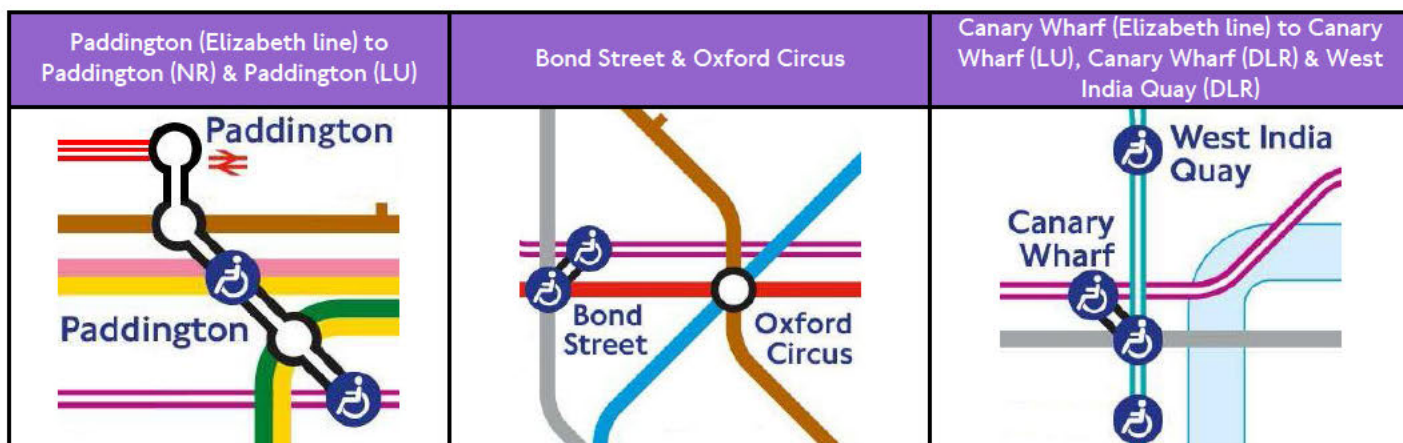 Paddington (Elizabeth line) to
Paddington (NR) & Paddington (LU)
Bond Street & Oxford Circus
Canary Wharf (Elizabeth line) to Canary
Wharf (LU), Canary Wharf (DLR) & West
India Quay (DLR)
Paddington
Paddington
Bond
Street
Oxford
Circus
West India
Quay
Canary
Wharf